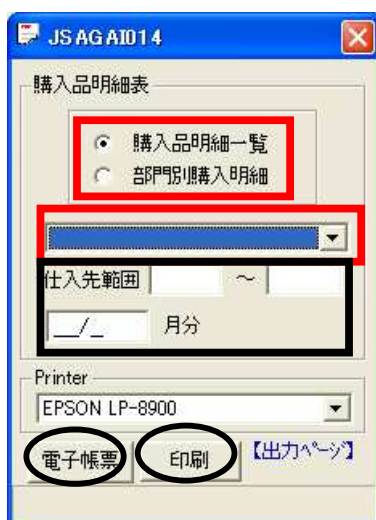 JSAGAI014
購入品明細表
購入品明細一覧
部門別購入明細
仕入先範囲 ～
__/_ 月分
Printer
EPSON LP-8900
電子帳票 印刷 【出力ページ】